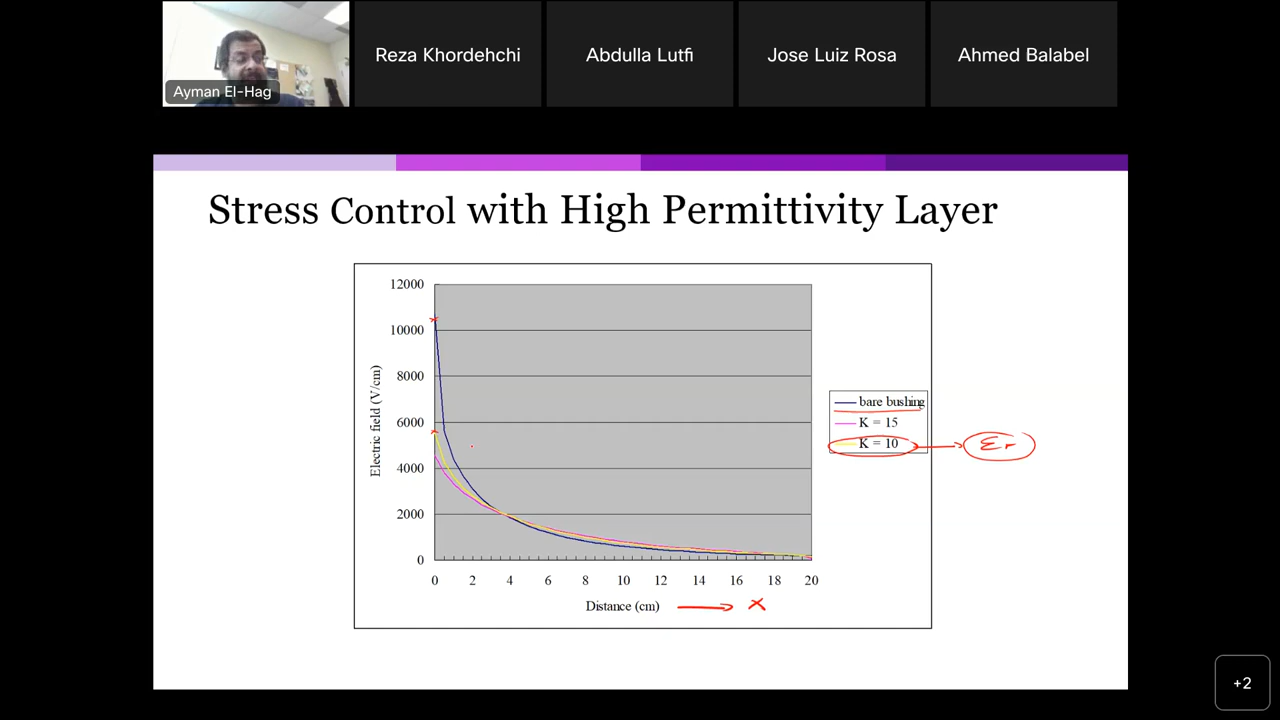 Ayman El-Hag
Reza Khordehchi
Abdulla Lutfi
Jose Luiz Rosa
Ahmed Balabel
Stress Control with High Permittivity Layer
12000
10000
8000
6000
4000
2000
0
Electric field (V/cm)
0 2 4 6 8 10 12 14 16 18 20
Distance (cm) → x
bare bushing
K = 15
K = 10 → εr
+2